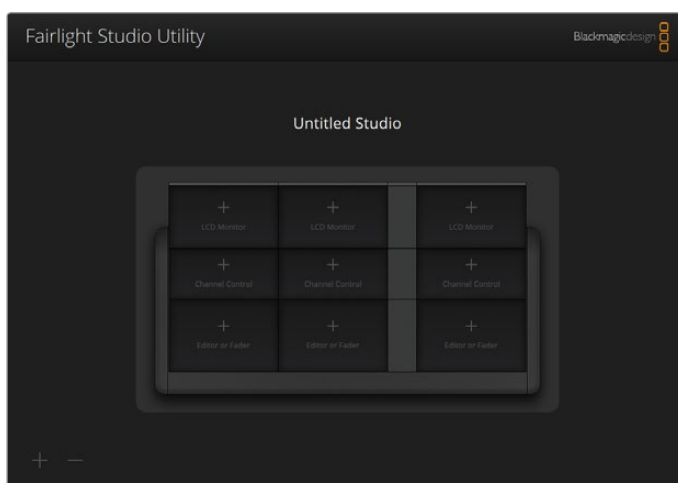 Fairlight Studio Utility
Blackmagicdesign
Untitled Studio
+ + +
LCD Monitor LCD Monitor LCD Monitor
+ + +
Channel Control Channel Control Channel Control
+ + +
Editor or Fader Editor or Fader Editor or Fader
+ −